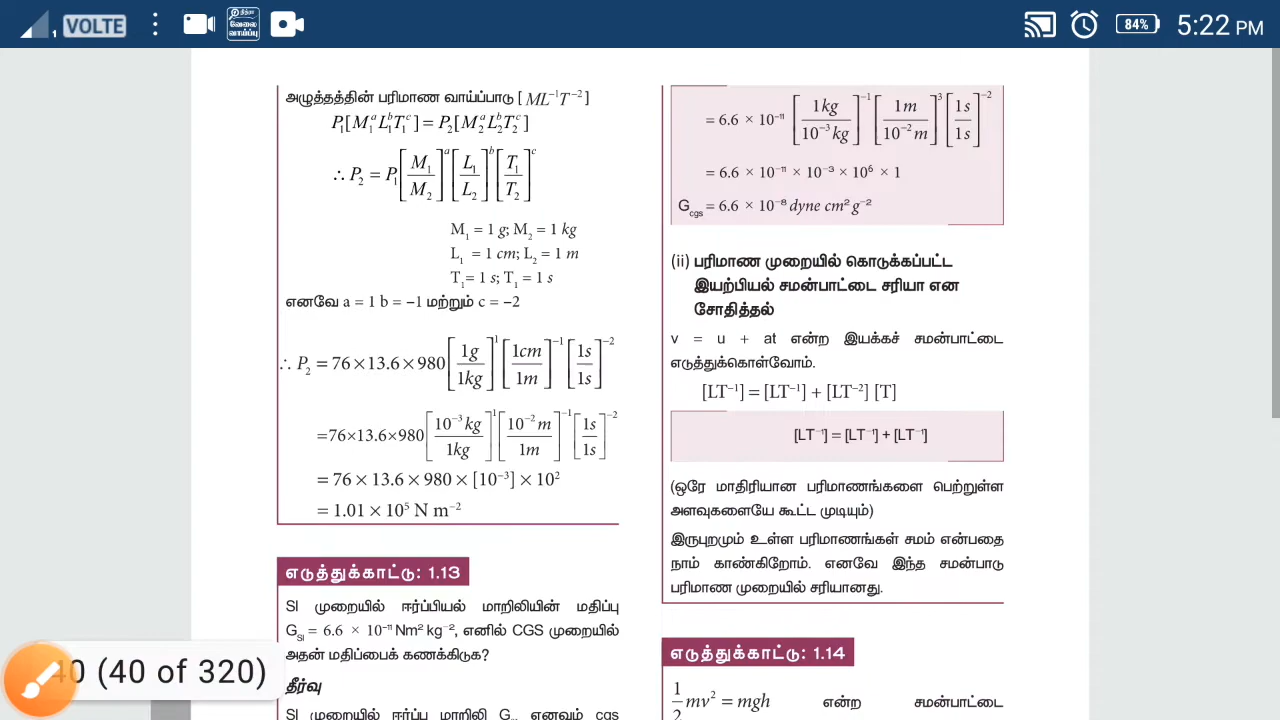 1 VOLTE
வேலை
வாய்ப்பு
84%
5:22 PM
அழுத்தத்தின் பரிமாண வாய்ப்பாடு [ ML⁻¹T⁻² ]
P₁[M₁ᵃL₁ᵇT₁ᶜ] = P₂[M₂ᵃL₂ᵇT₂ᶜ]
∴ P₂ = P₁[M₁/M₂]ᵃ[L₁/L₂]ᵇ[T₁/T₂]ᶜ
M₁ = 1 g; M₂ = 1 kg
L₁ = 1 cm; L₂ = 1 m
T₁= 1 s; T₁ = 1 s
எனவே a = 1 b = −1 மற்றும் c = −2
∴ P₂ = 76×13.6×980[1g/1kg]¹[1cm/1m]⁻¹[1s/1s]⁻²
=76×13.6×980[10⁻³kg/1kg]¹[10⁻²m/1m]⁻¹[1s/1s]⁻²
= 76 × 13.6 × 980 × [10⁻³] × 10²
= 1.01 × 10⁵ N m⁻²
எடுத்துக்காட்டு: 1.13
SI முறையில் ஈர்ப்பியல் மாறிலியின் மதிப்பு
G_SI = 6.6 × 10⁻¹¹ Nm² kg⁻², எனில் CGS முறையில்
அதன் மதிப்பைக் கணக்கிடுக?
தீர்வு
SI முறையில் ஈர்ப்பு மாறிலி G எனவும் cgs
40 (40 of 320)
= 6.6 × 10⁻¹¹ [1kg/10⁻³kg]⁻¹[1m/10⁻²m]³[1s/1s]⁻²
= 6.6 × 10⁻¹¹ × 10⁻³ × 10⁶ × 1
G_cgs = 6.6 × 10⁻⁸ dyne cm² g⁻²
(ii) பரிமாண முறையில் கொடுக்கப்பட்ட
இயற்பியல் சமன்பாட்டை சரியா என
சோதித்தல்
v = u + at என்ற இயக்கச் சமன்பாட்டை
எடுத்துக்கொள்வோம்.
[LT⁻¹] = [LT⁻¹] + [LT⁻²] [T]
[LT⁻¹] = [LT⁻¹] + [LT⁻¹]
(ஒரே மாதிரியான பரிமாணங்களை பெற்றுள்ள
அளவுகளையே கூட்ட முடியும்)
இருபுறமும் உள்ள பரிமாணங்கள் சமம் என்பதை
நாம் காண்கிறோம். எனவே இந்த சமன்பாடு
பரிமாண முறையில் சரியானது.
எடுத்துக்காட்டு: 1.14
1/2 mv² = mgh என்ற சமன்பாட்டை